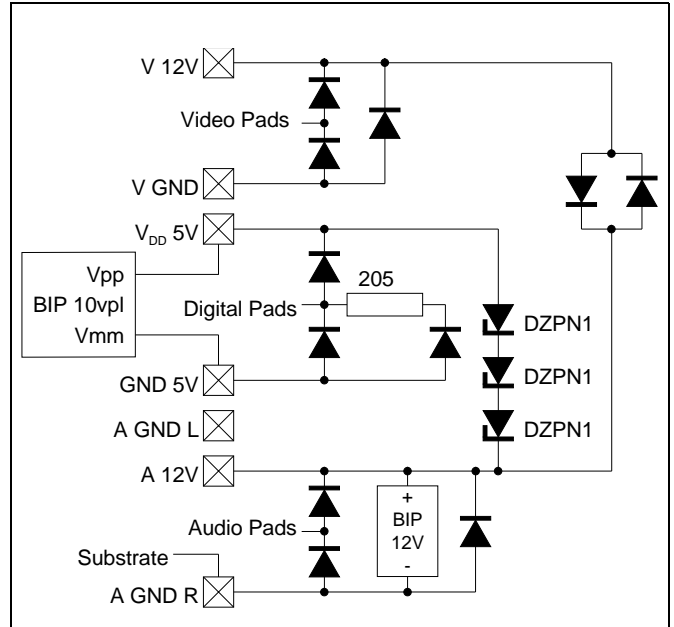 V 12V
Video Pads
V GND
VDD 5V
Vpp
BIP 10vpl
Vmm
205
Digital Pads
DZPN1
DZPN1
DZPN1
GND 5V
A GND L
A 12V
+
BIP
12V
-
Audio Pads
Substrate
A GND R